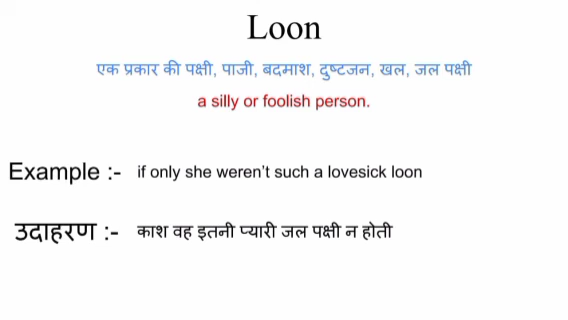 Loon
एक प्रकार की पक्षी, पाजी, बदमाश, दुष्टजन, खल, जल पक्षी
a silly or foolish person.
Example :- if only she weren't such a lovesick loon
उदाहरण :- काश वह इतनी प्यारी जल पक्षी न होती